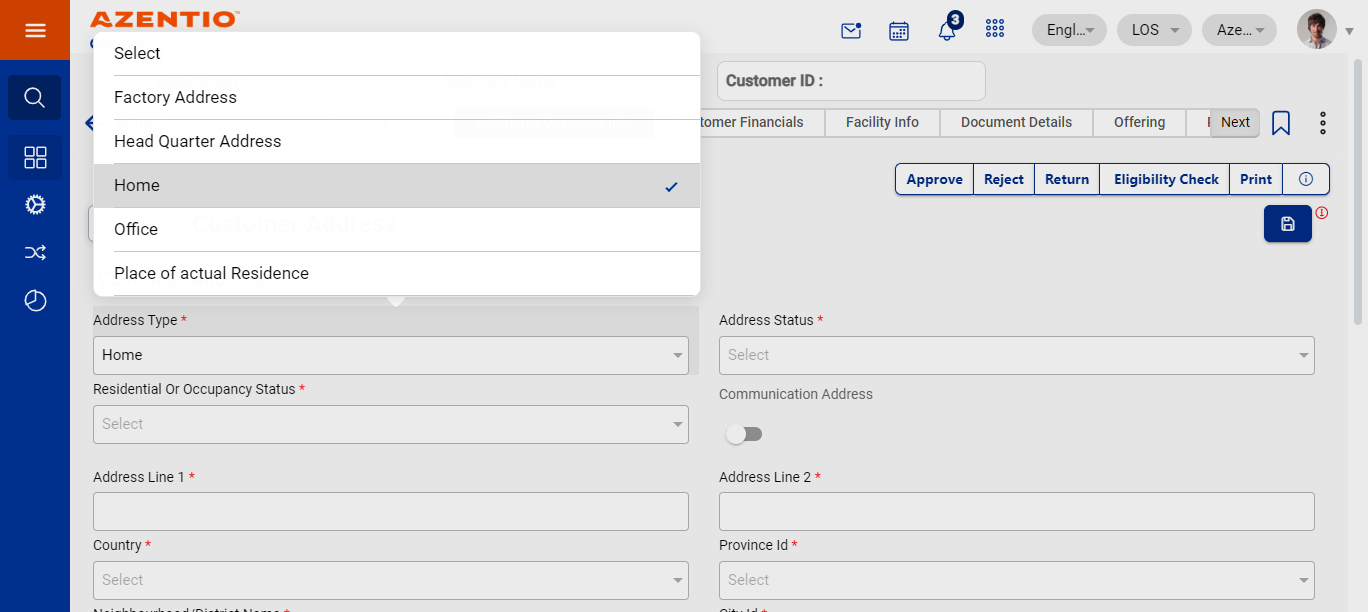 AZENTIO™
3
Engl...
LOS
Aze...
Select
Factory Address
Head Quarter Address
Home
Office
Place of actual Residence
Customer ID :
tomer Financials
Facility Info
Document Details
Offering
Next
Approve
Reject
Return
Eligibility Check
Print
Customer Address
Address Type *
Home
Address Status *
Select
Residential Or Occupancy Status *
Select
Communication Address
Address Line 1 *
Address Line 2 *
Country *
Select
Province Id *
Select
Neighbourhood/District Name *
City Id *